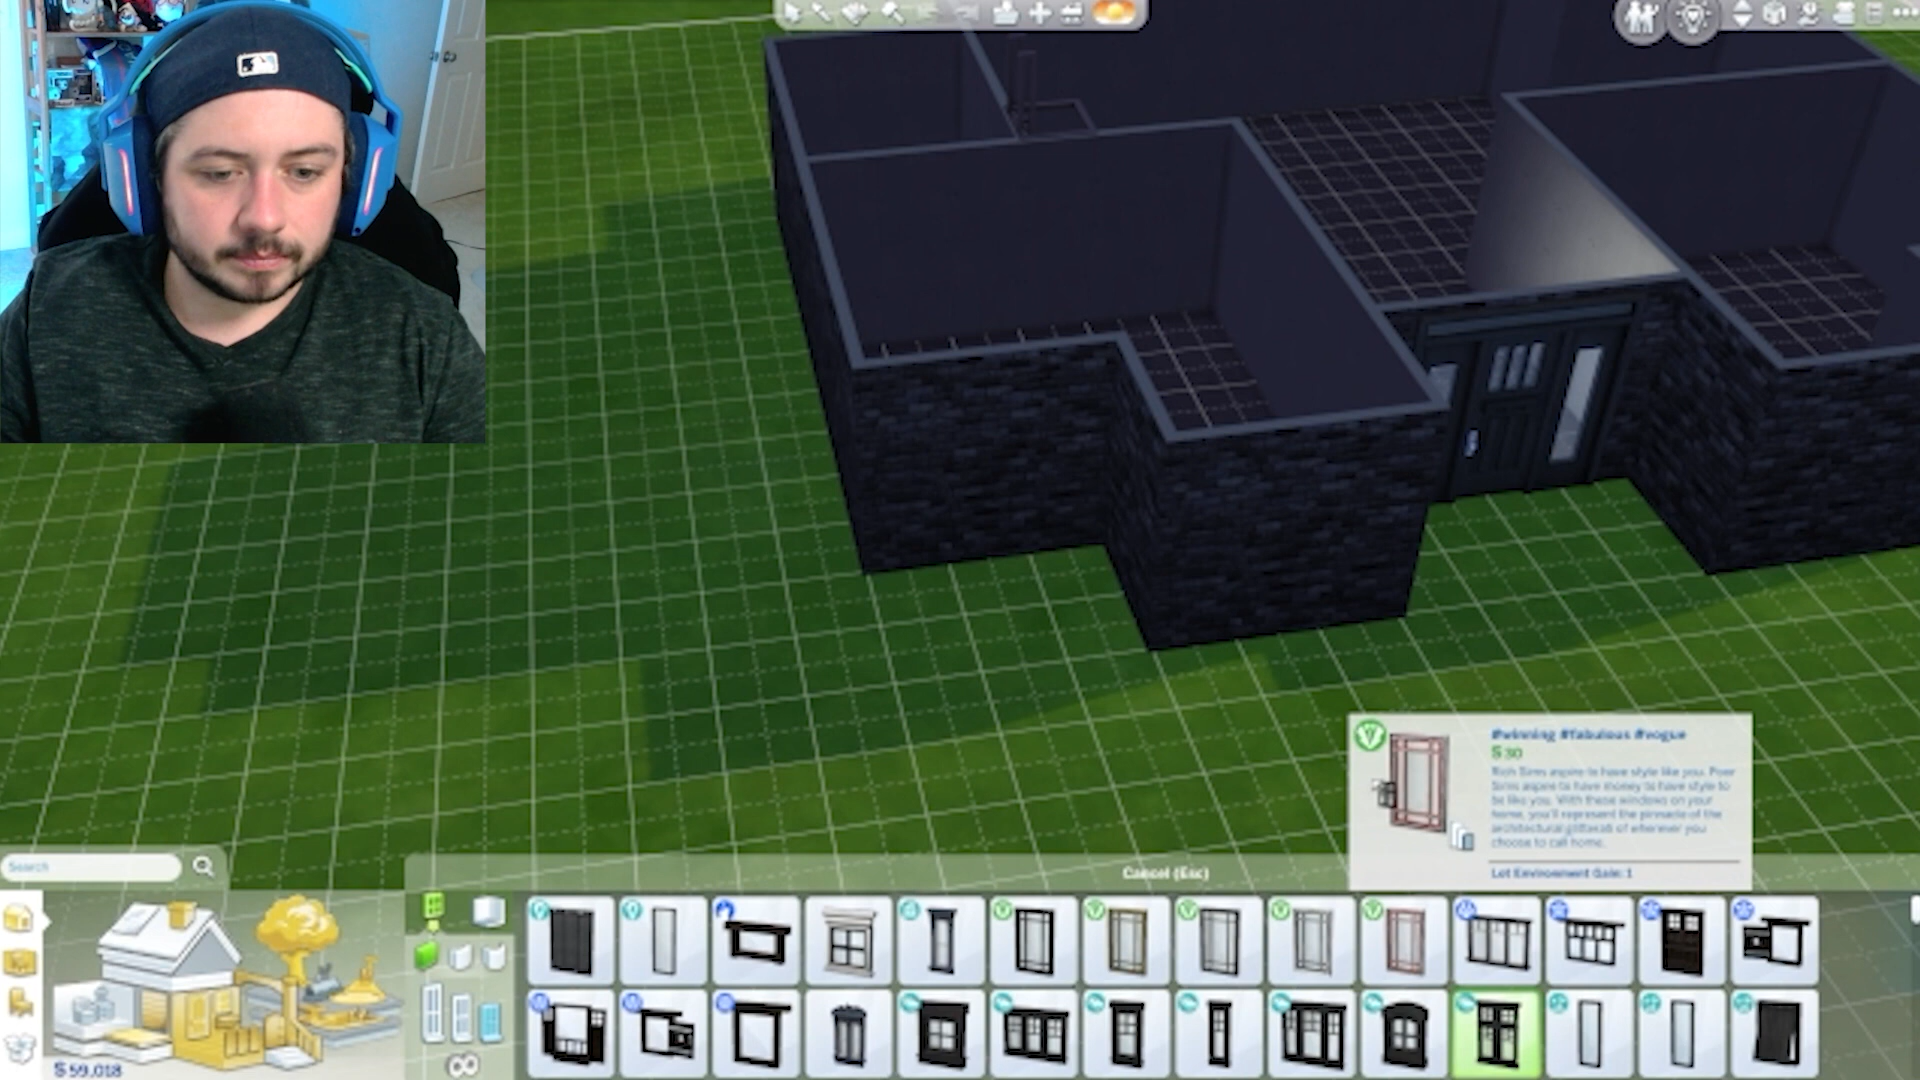 #winning #fabulous #vogue
§30
Rich Sims aspire to have style like you. Poor
Sims aspire to have money to have style to
be like you. With these windows on your
home, you'll represent the pinnacle of the
architectural glitterati of wherever you
choose to call home.
Lot Environment Gain: 1
Cancel (Esc)
Search
§59,018